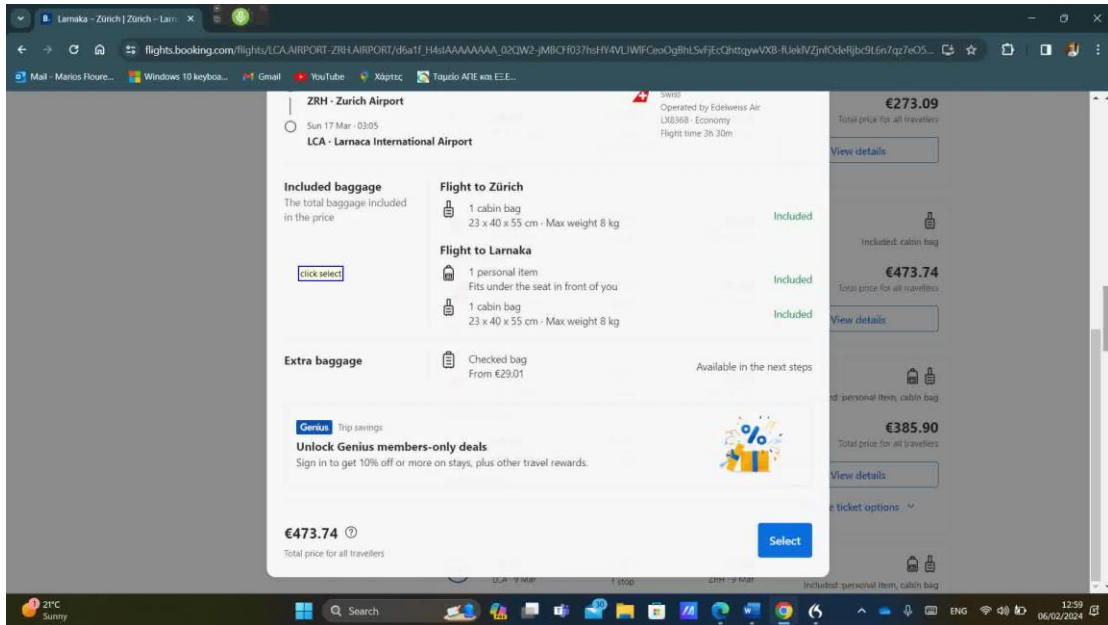 Larnaka – Zürich | Zürich – Larn
flights.booking.com/flights/LCA.AIRPORT-ZRH.AIRPORT/
Mail - Marios Floure...
Windows 10 keyboa...
Gmail
YouTube
Χάρτες
Ταμείο ΑΠΕ και ΕΞ.Ε...
ZRH · Zurich Airport
Sun 17 Mar · 03:05
LCA · Larnaca International Airport
Swiss
Operated by Edelweiss Air
LX8368 · Economy
Flight time 3h 30m
Included baggage
The total baggage included
in the price
click select
Flight to Zürich
1 cabin bag
23 x 40 x 55 cm · Max weight 8 kg
Included
Flight to Larnaka
1 personal item
Fits under the seat in front of you
Included
1 cabin bag
23 x 40 x 55 cm · Max weight 8 kg
Included
Extra baggage
Checked bag
From €29.01
Available in the next steps
Genius Trip savings
Unlock Genius members-only deals
Sign in to get 10% off or more on stays, plus other travel rewards.
€473.74
Total price for all travellers
Select
€273.09
Total price for all travellers
View details
Included: cabin bag
€473.74
Total price for all travellers
View details
ed: personal item, cabin bag
€385.90
Total price for all travellers
View details
e ticket options
LCA · 9 Mar
1 stop
ZRH · 9 Mar
Included: personal item, cabin bag
1
21°C
Sunny
Search
ENG
12:59
06/02/2024